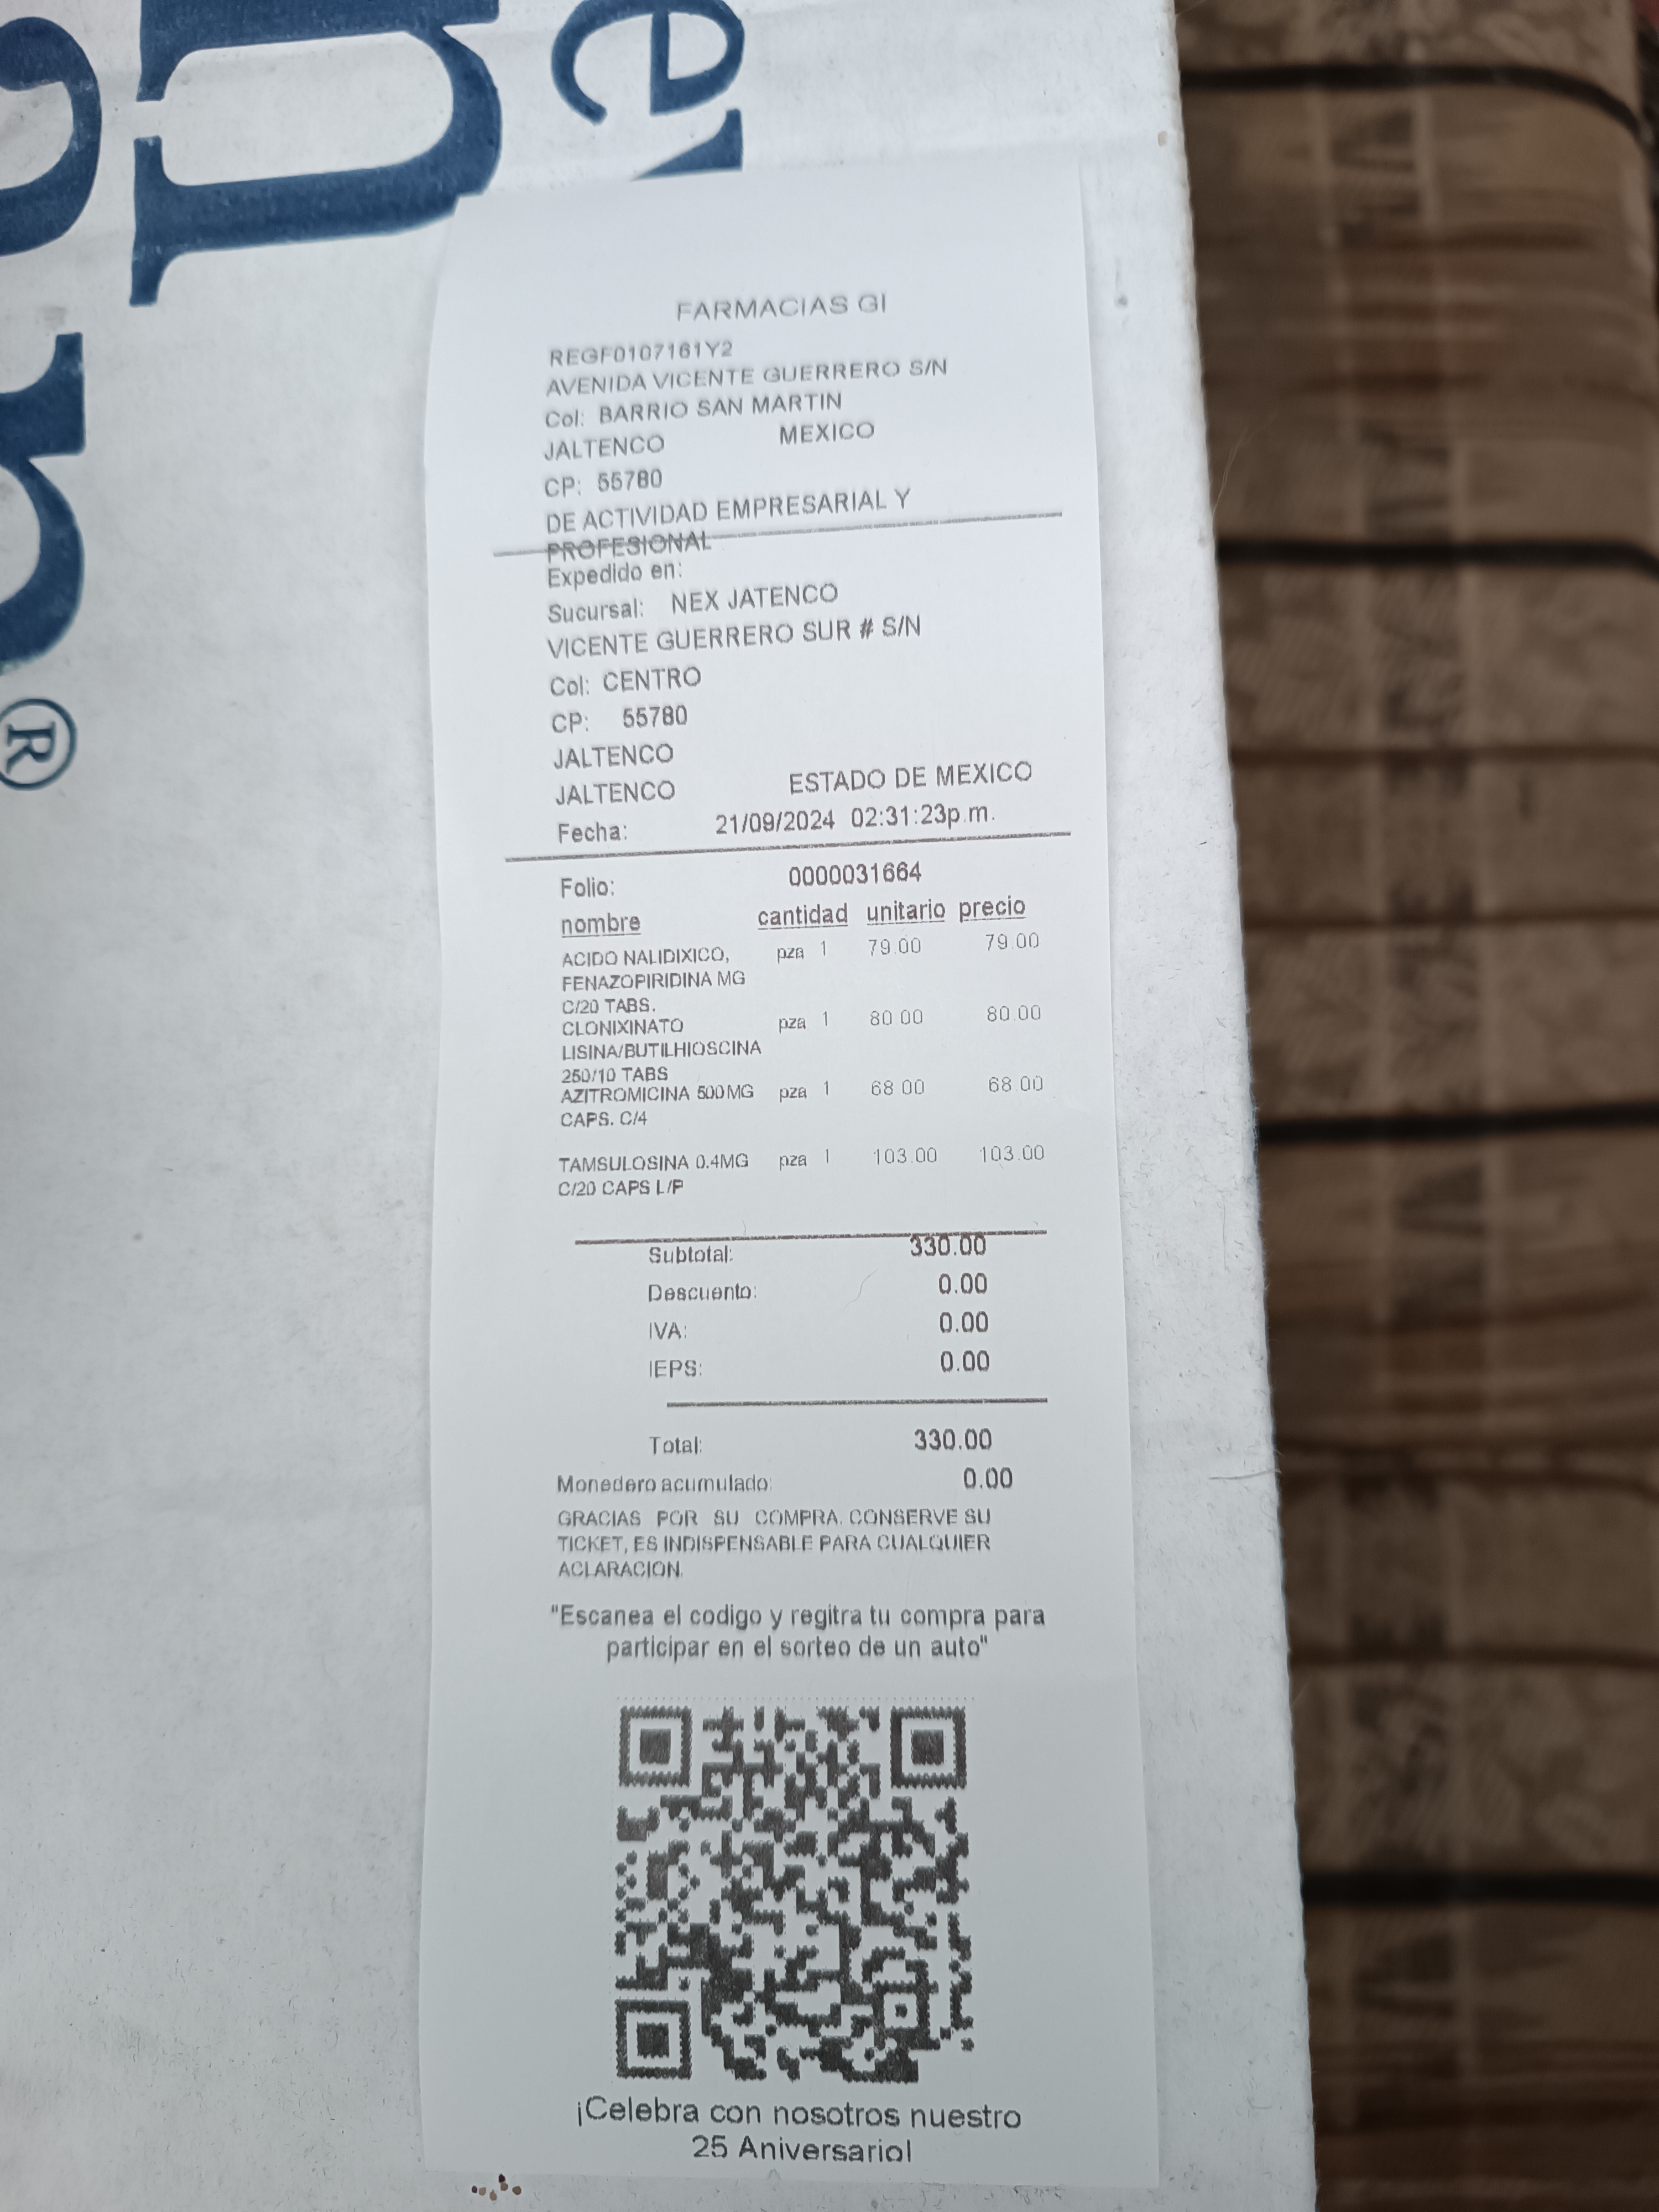 FARMACIAS GI
REGF0107161Y2
AVENIDA VICENTE GUERRERO S/N
Col: BARRIO SAN MARTIN
JALTENCO MEXICO
CP: 55780
DE ACTIVIDAD EMPRESARIAL Y
PROFESIONAL
Expedido en:
Sucursal: NEX JATENCO
VICENTE GUERRERO SUR # S/N
Col: CENTRO
CP: 55780
JALTENCO
JALTENCO ESTADO DE MEXICO
Fecha: 21/09/2024 02:31:23p.m.
Folio: 0000031664
nombre cantidad unitario precio
ACIDO NALIDIXICO, pza 1 79.00 79.00
FENAZOPIRIDINA MG
C/20 TABS.
CLONIXINATO pza 1 80.00 80.00
LISINA/BUTILHIOSCINA
250/10 TABS
AZITROMICINA 500MG pza 1 68.00 68.00
CAPS. C/4
TAMSULOSINA 0.4MG pza 1 103.00 103.00
C/20 CAPS L/P
Subtotal: 330.00
Descuento: 0.00
IVA: 0.00
IEPS: 0.00
Total: 330.00
Monedero acumulado: 0.00
GRACIAS POR SU COMPRA. CONSERVE SU
TICKET, ES INDISPENSABLE PARA CUALQUIER
ACLARACION.
"Escanea el codigo y regitra tu compra para
participar en el sorteo de un auto"
¡Celebra con nosotros nuestro
25 Aniversario!